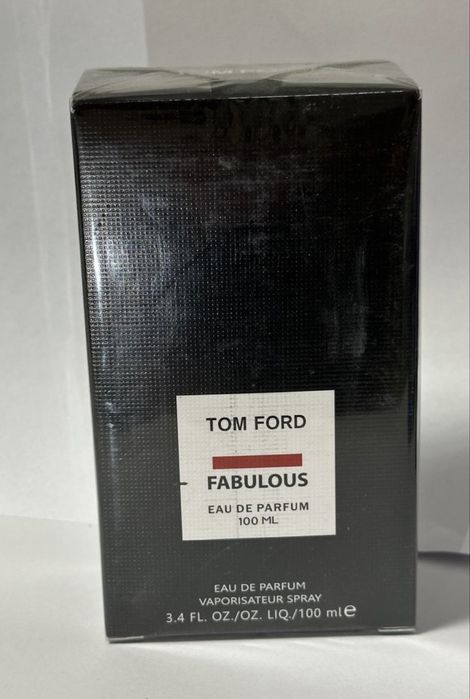 TOM FORD
FABULOUS
EAU DE PARFUM
100 ML
EAU DE PARFUM
VAPORISATEUR SPRAY
3.4 FL. OZ./OZ. LIQ./100 mle